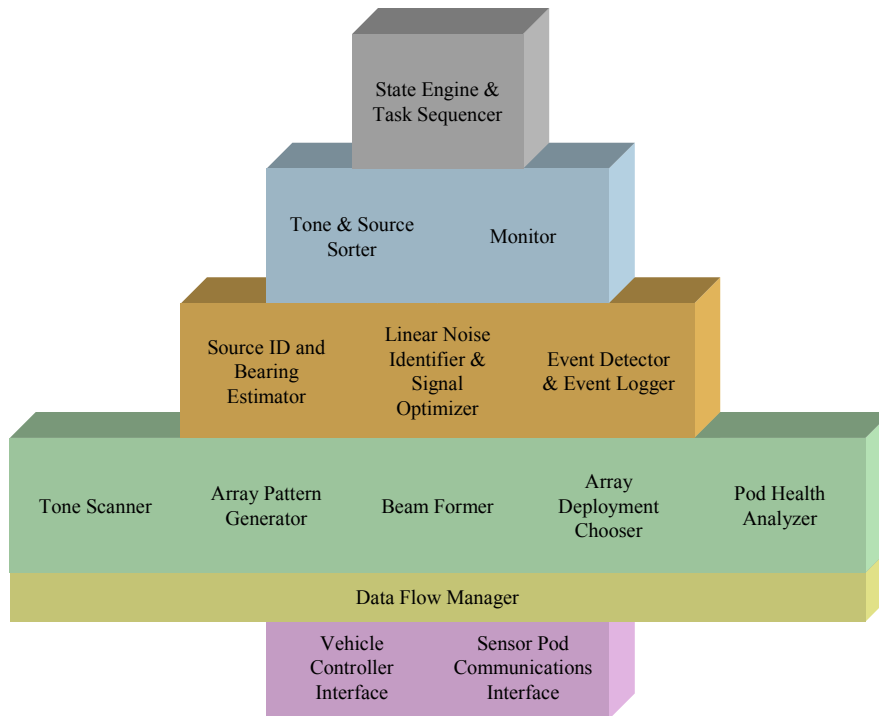 State Engine &
Task Sequencer
Tone & Source
Sorter
Monitor
Source ID and
Bearing
Estimator
Linear Noise
Identifier &
Signal
Optimizer
Event Detector
& Event Logger
Tone Scanner
Array Pattern
Generator
Beam Former
Array
Deployment
Chooser
Pod Health
Analyzer
Data Flow Manager
Vehicle
Controller
Interface
Sensor Pod
Communications
Interface